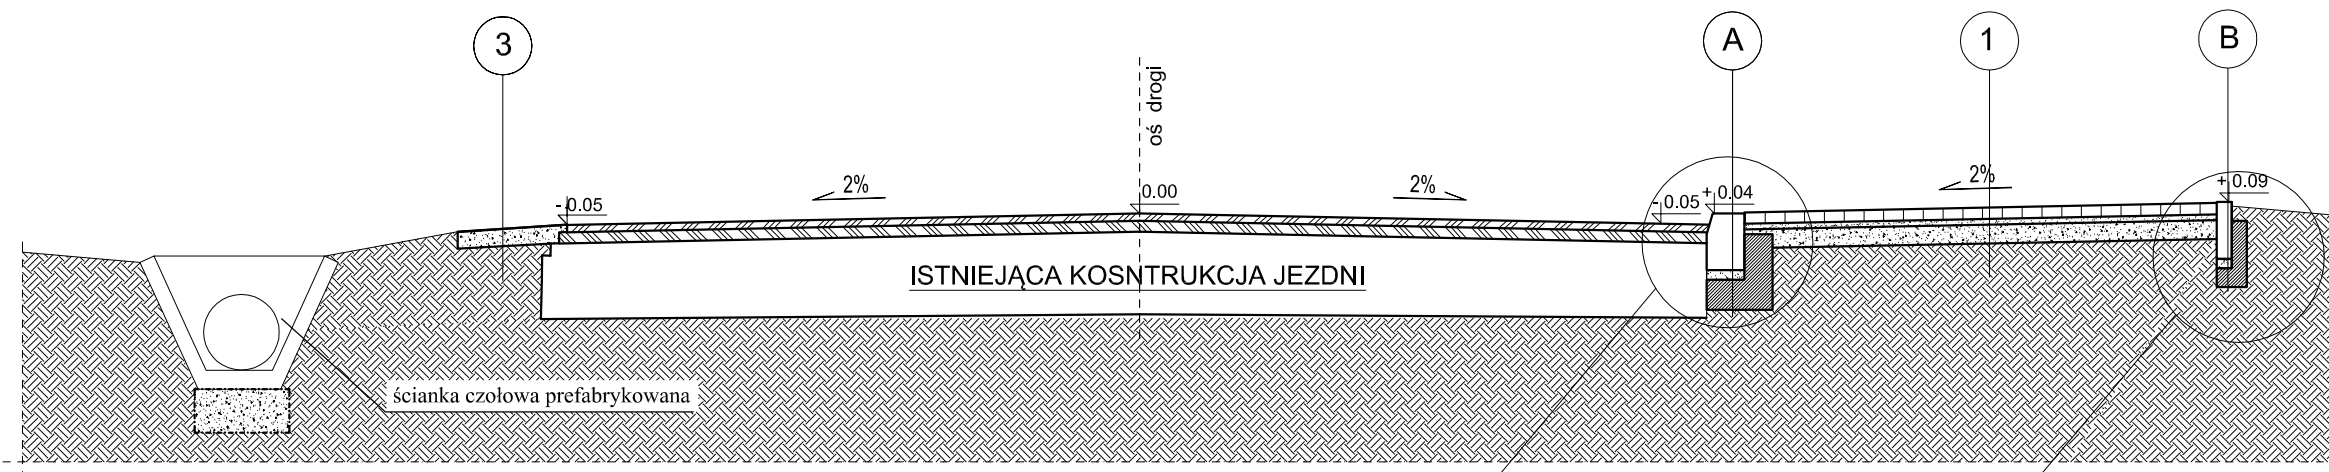 3
A
1
B
oś drogi
2%
2%
2%
- 0.05
0.00
- 0.05
+ 0.04
+ 0.09
ISTNIEJĄCA KOSNTRUKCJA JEZDNI
ścianka czołowa prefabrykowana